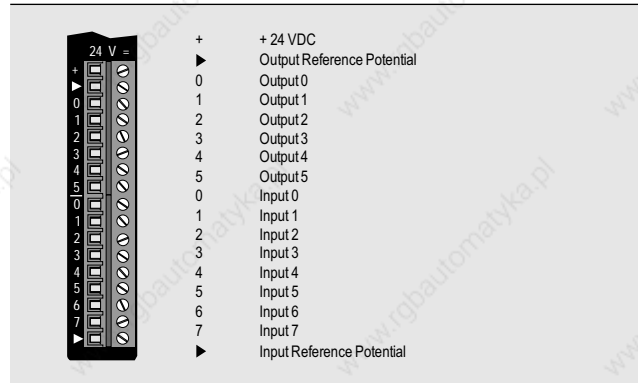 24 V =
+
▶
0
1
2
3
4
5
0
1
2
3
4
5
6
7
▶
+ + 24 VDC
▶ Output Reference Potential
0 Output 0
1 Output 1
2 Output 2
3 Output 3
4 Output 4
5 Output 5
0 Input 0
1 Input 1
2 Input 2
3 Input 3
4 Input 4
5 Input 5
6 Input 6
7 Input 7
▶ Input Reference Potential
www.rgbautomatyka.pl